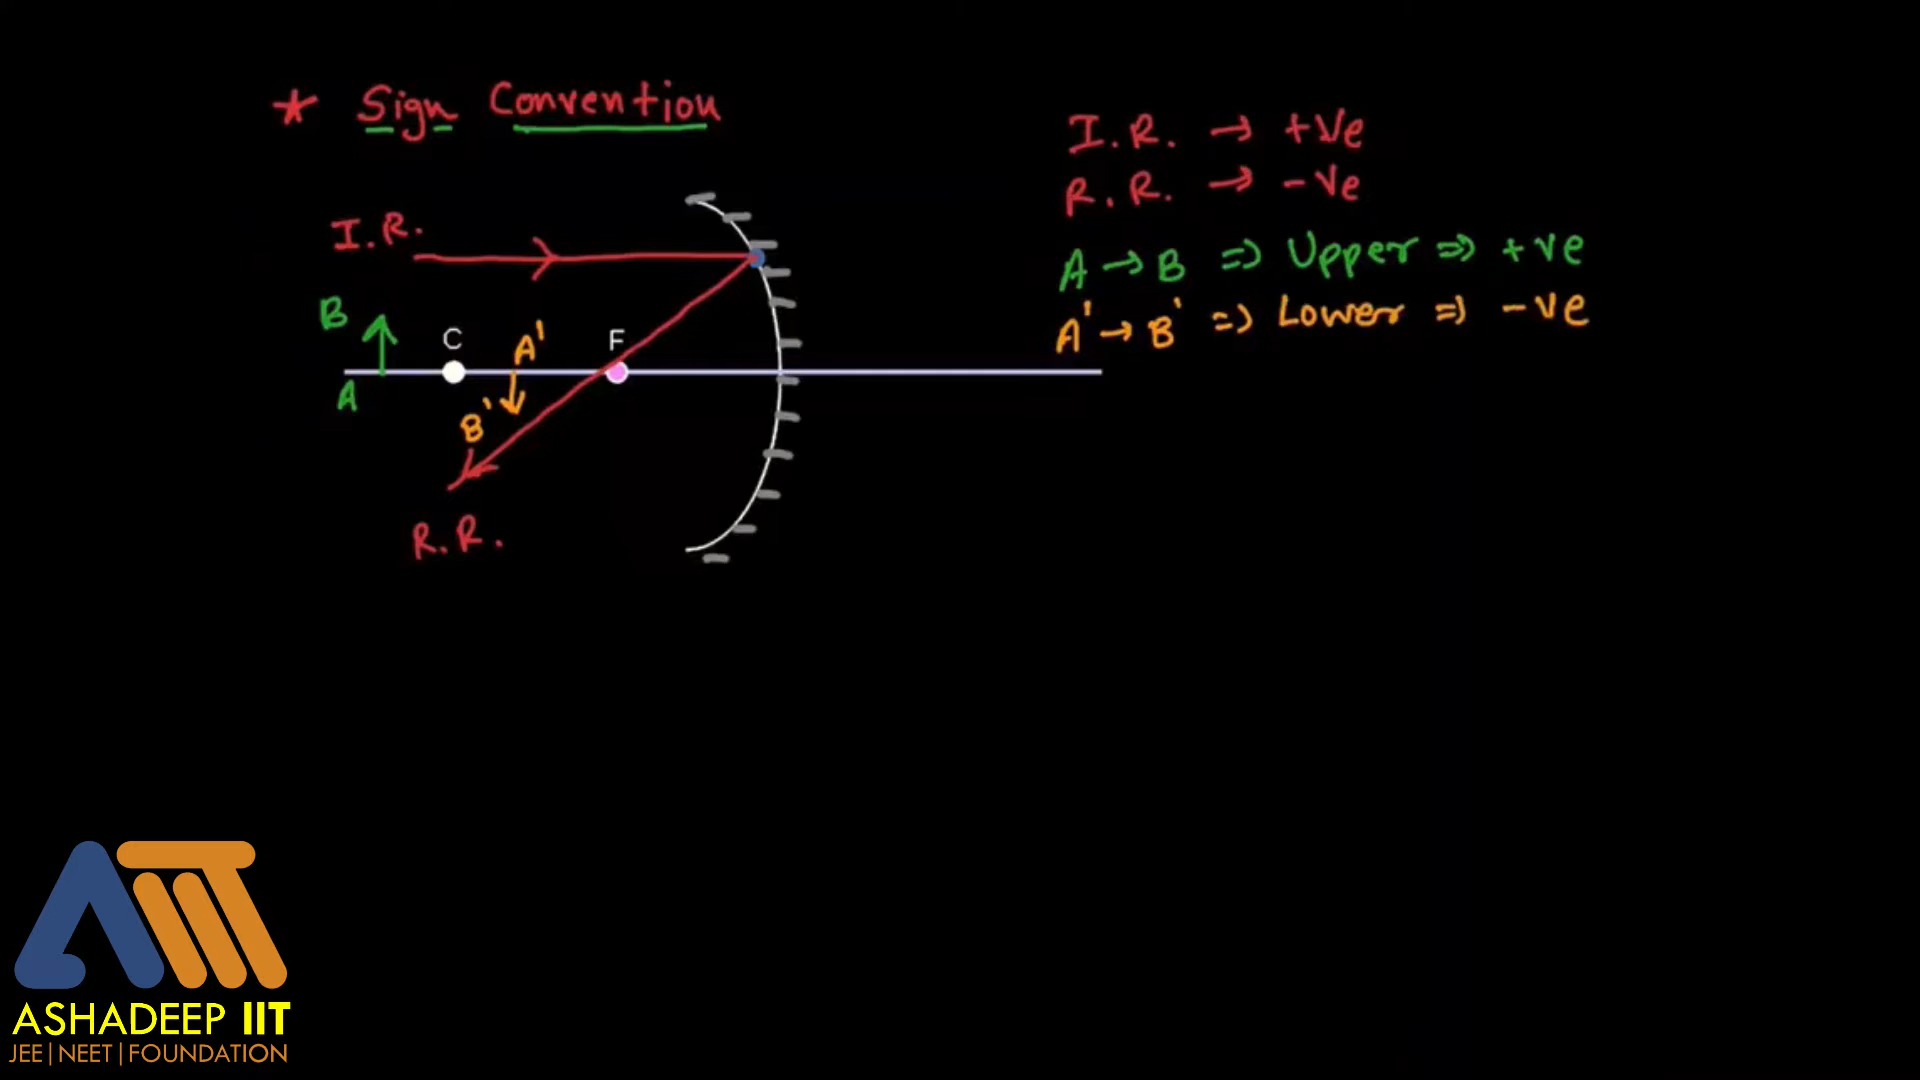 * Sign Convention
I.R. → +ve
R.R. → -ve
A → B ⇒ Upper ⇒ +ve
A' → B' ⇒ Lower ⇒ -ve
I.R.
B
C
A'
F
A
B'
R.R.
ASHADEEP IIT
JEE|NEET|FOUNDATION